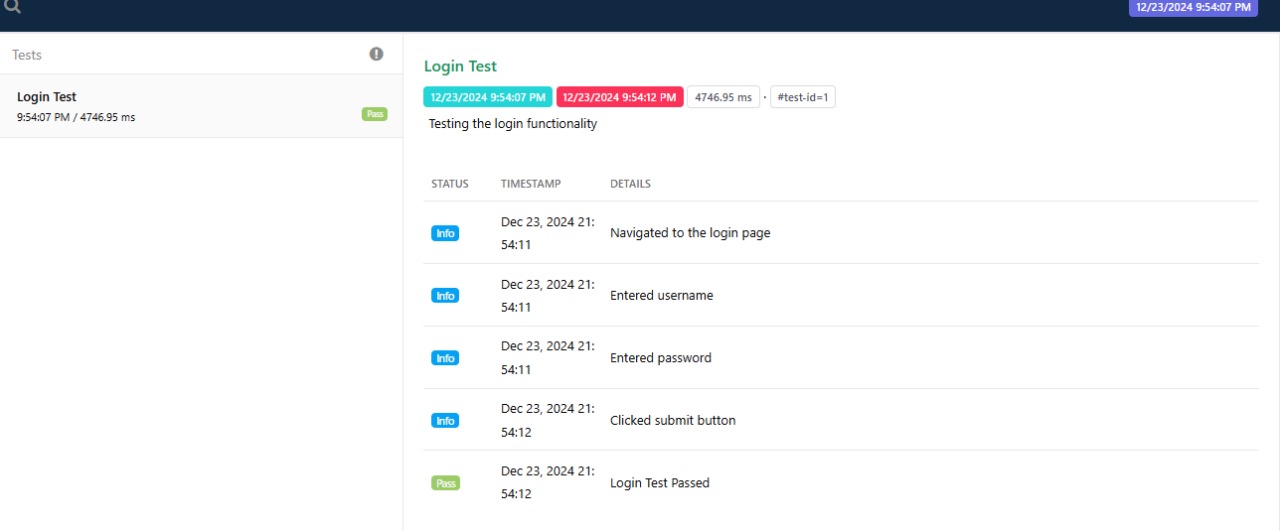 12/23/2024 9:54:07 PM
Tests
Login Test
9:54:07 PM / 4746.95 ms
Pass
Login Test
12/23/2024 9:54:07 PM 12/23/2024 9:54:12 PM 4746.95 ms · #test-id=1
Testing the login functionality
STATUS TIMESTAMP DETAILS
Info Dec 23, 2024 21:
54:11 Navigated to the login page
Info Dec 23, 2024 21:
54:11 Entered username
Info Dec 23, 2024 21:
54:11 Entered password
Info Dec 23, 2024 21:
54:12 Clicked submit button
Pass Dec 23, 2024 21:
54:12 Login Test Passed